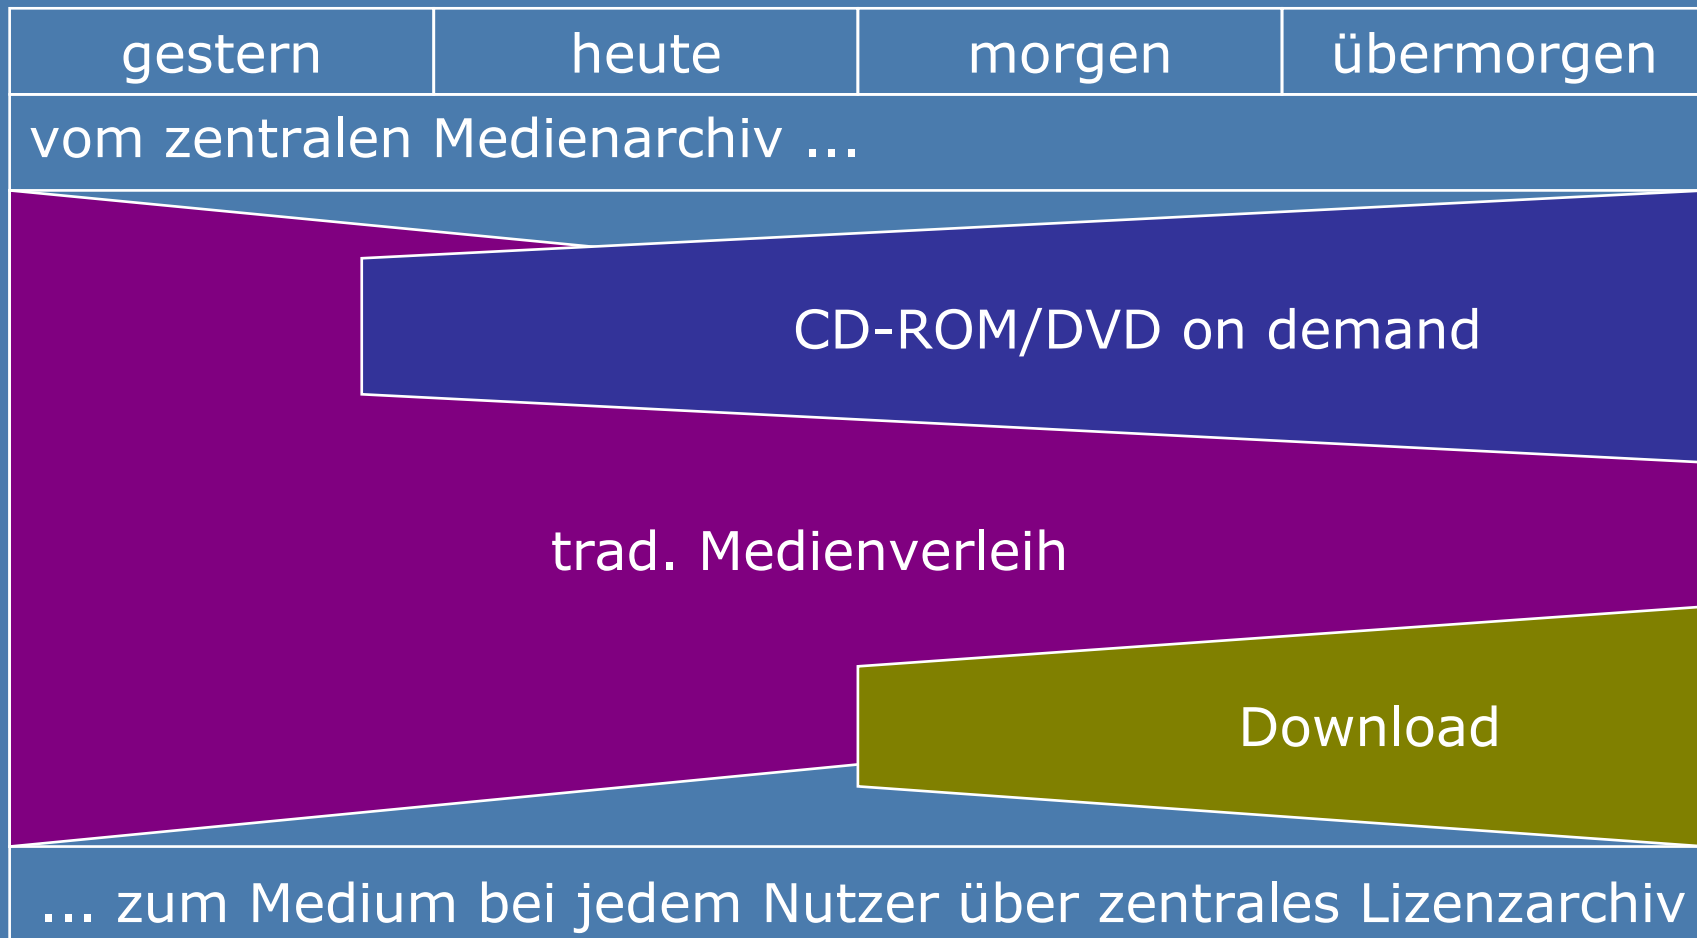 gestern heute morgen übermorgen
vom zentralen Medienarchiv ...
CD-ROM/DVD on demand
trad. Medienverleih
Download
... zum Medium bei jedem Nutzer über zentrales Lizenzarchiv